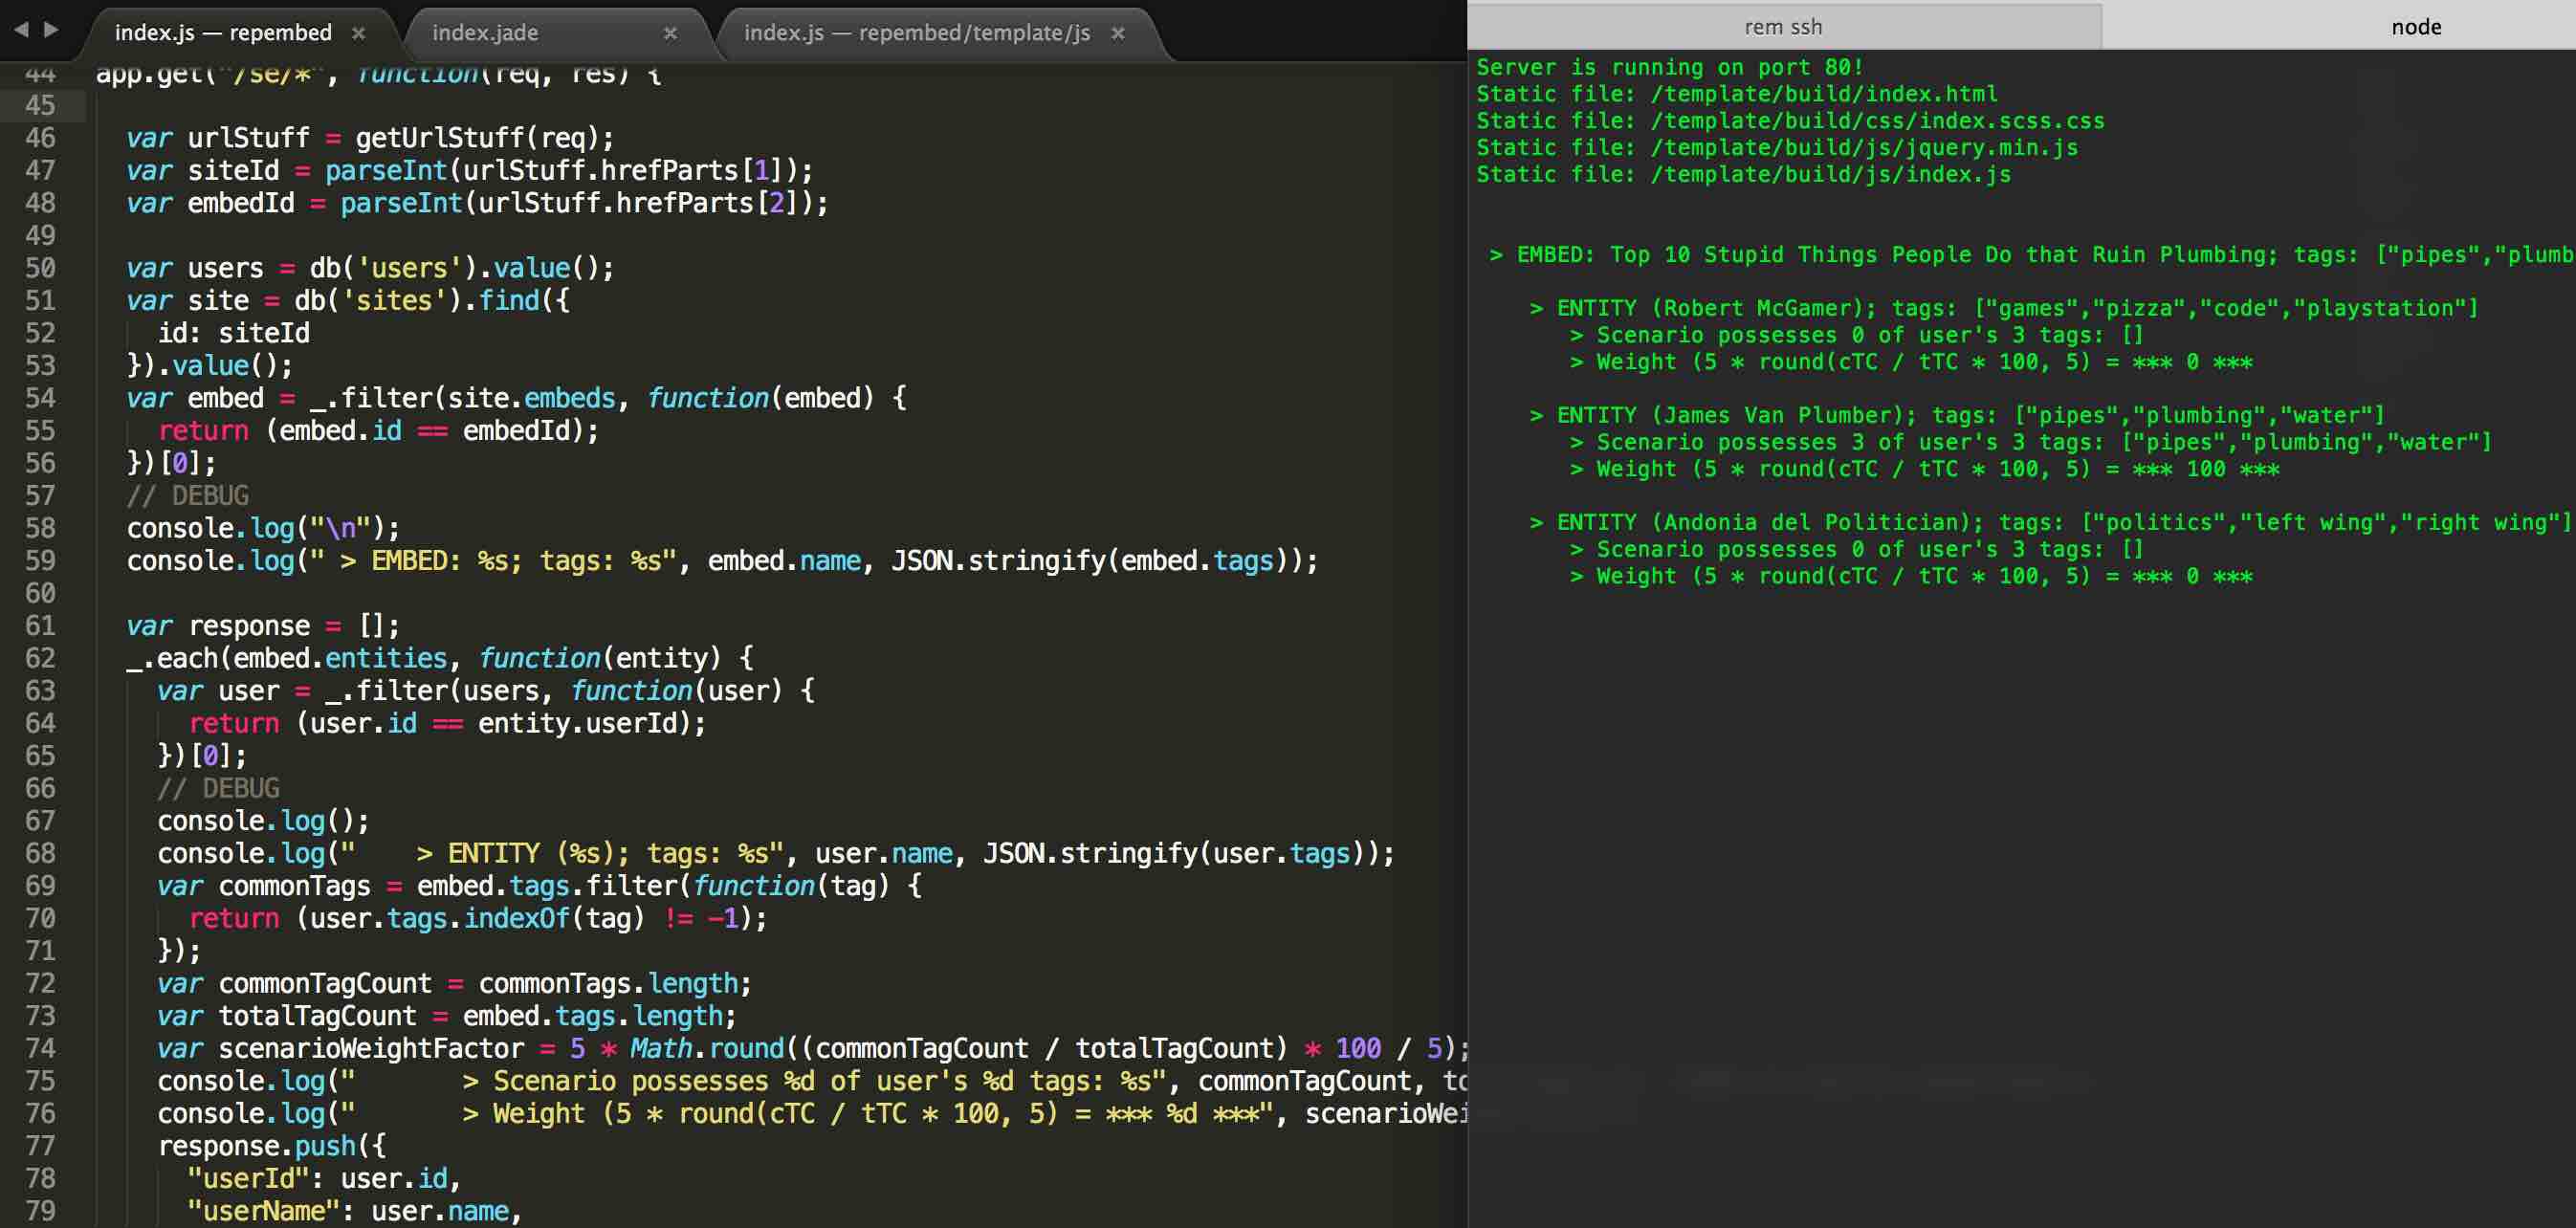 index.js — repembed
index.jade
index.js — repembed/template/js
44 app.get("/se/*", function(req, res) {
45
46 var urlStuff = getUrlStuff(req);
47 var siteId = parseInt(urlStuff.hrefParts[1]);
48 var embedId = parseInt(urlStuff.hrefParts[2]);
49
50 var users = db('users').value();
51 var site = db('sites').find({
52 id: siteId
53 }).value();
54 var embed = _.filter(site.embeds, function(embed) {
55 return (embed.id == embedId);
56 })[0];
57 // DEBUG
58 console.log("\n");
59 console.log(" > EMBED: %s; tags: %s", embed.name, JSON.stringify(embed.tags));
60
61 var response = [];
62 _.each(embed.entities, function(entity) {
63 var user = _.filter(users, function(user) {
64 return (user.id == entity.userId);
65 })[0];
66 // DEBUG
67 console.log();
68 console.log("    > ENTITY (%s); tags: %s", user.name, JSON.stringify(user.tags));
69 var commonTags = embed.tags.filter(function(tag) {
70 return (user.tags.indexOf(tag) != -1);
71 });
72 var commonTagCount = commonTags.length;
73 var totalTagCount = embed.tags.length;
74 var scenarioWeightFactor = 5 * Math.round((commonTagCount / totalTagCount) * 100 / 5);
75 console.log("       > Scenario possesses %d of user's %d tags: %s", commonTagCount, to
76 console.log("       > Weight (5 * round(cTC / tTC * 100, 5) = *** %d ***", scenarioWei
77 response.push({
78 "userId": user.id,
79 "userName": user.name,
rem ssh
node
Server is running on port 80!
Static file: /template/build/index.html
Static file: /template/build/css/index.scss.css
Static file: /template/build/js/jquery.min.js
Static file: /template/build/js/index.js
> EMBED: Top 10 Stupid Things People Do that Ruin Plumbing; tags: ["pipes","plumb
> ENTITY (Robert McGamer); tags: ["games","pizza","code","playstation"]
> Scenario possesses 0 of user's 3 tags: []
> Weight (5 * round(cTC / tTC * 100, 5) = *** 0 ***
> ENTITY (James Van Plumber); tags: ["pipes","plumbing","water"]
> Scenario possesses 3 of user's 3 tags: ["pipes","plumbing","water"]
> Weight (5 * round(cTC / tTC * 100, 5) = *** 100 ***
> ENTITY (Andonia del Politician); tags: ["politics","left wing","right wing"]
> Scenario possesses 0 of user's 3 tags: []
> Weight (5 * round(cTC / tTC * 100, 5) = *** 0 ***